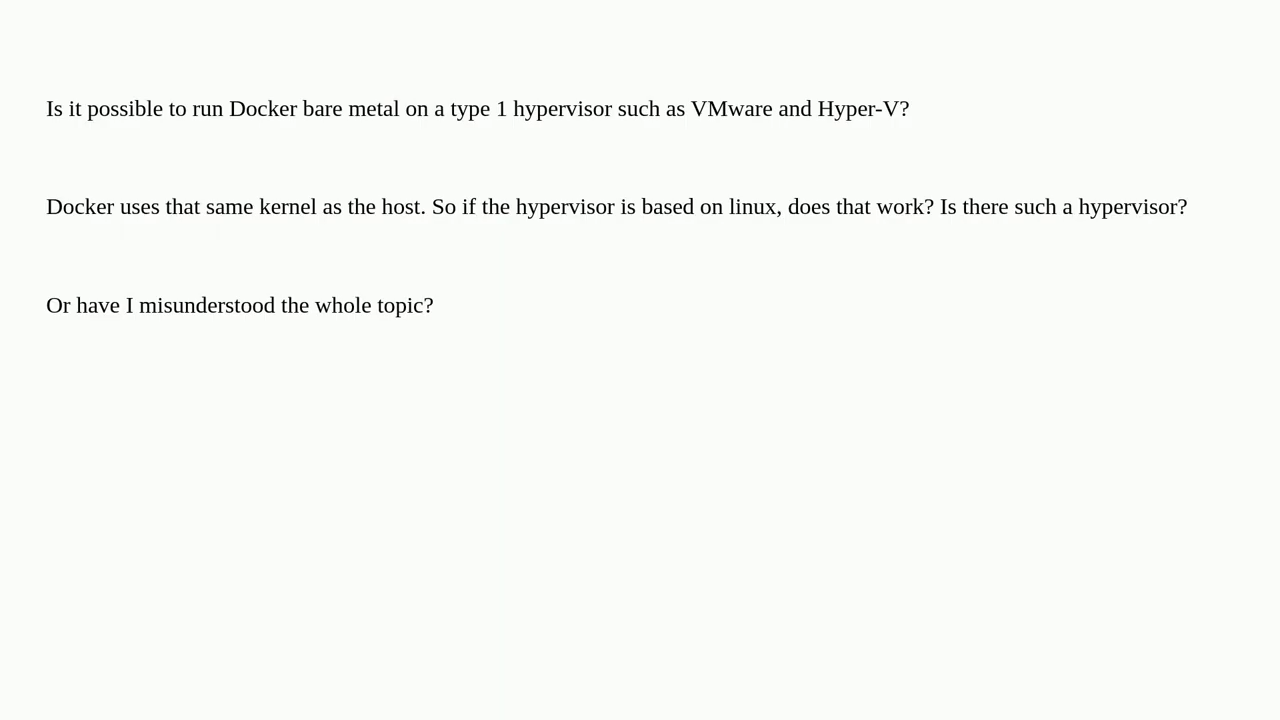 Is it possible to run Docker bare metal on a type 1 hypervisor such as VMware and Hyper-V?
Docker uses that same kernel as the host. So if the hypervisor is based on linux, does that work? Is there such a hypervisor?
Or have I misunderstood the whole topic?